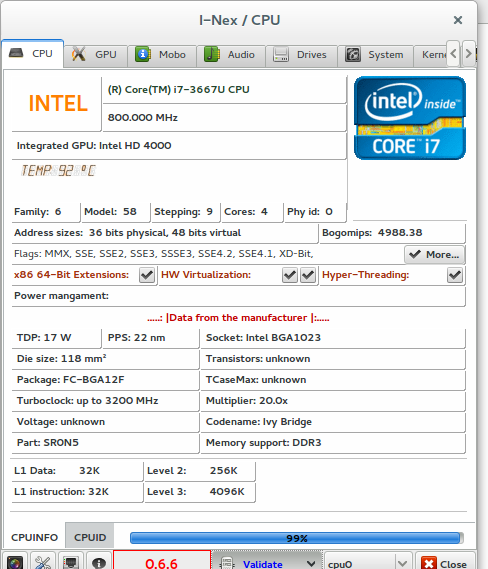 I-Nex / CPU
CPU GPU Mobo Audio Drives System Kerne
INTEL
(R) Core(TM) i7-3667U CPU
800.000 MHz
intel inside™
CORE™ i7
Integrated GPU: Intel HD 4000
TEMP: 92 °C
Family: 6 Model: 58 Stepping: 9 Cores: 4 Phy id: 0
Address sizes: 36 bits physical, 48 bits virtual Bogomips: 4988.38
Flags: MMX, SSE, SSE2, SSE3, SSSE3, SSE4.2, SSE4.1, XD-Bit, More...
x86 64-Bit Extensions: HW Virtualization: Hyper-Threading:
Power mangament:
.....: |Data from the manufacturer |:.....
TDP: 17 W PPS: 22 nm Socket: Intel BGA1023
Die size: 118 mm² Transistors: unknown
Package: FC-BGA12F TCaseMax: unknown
Turboclock: up to 3200 MHz Multiplier: 20.0x
Voltage: unknown Codename: Ivy Bridge
Part: SR0N5 Memory support: DDR3
L1 Data: 32K Level 2: 256K
L1 instruction: 32K Level 3: 4096K
CPUINFO CPUID 99%
0.6.6 Validate cpu0 Close